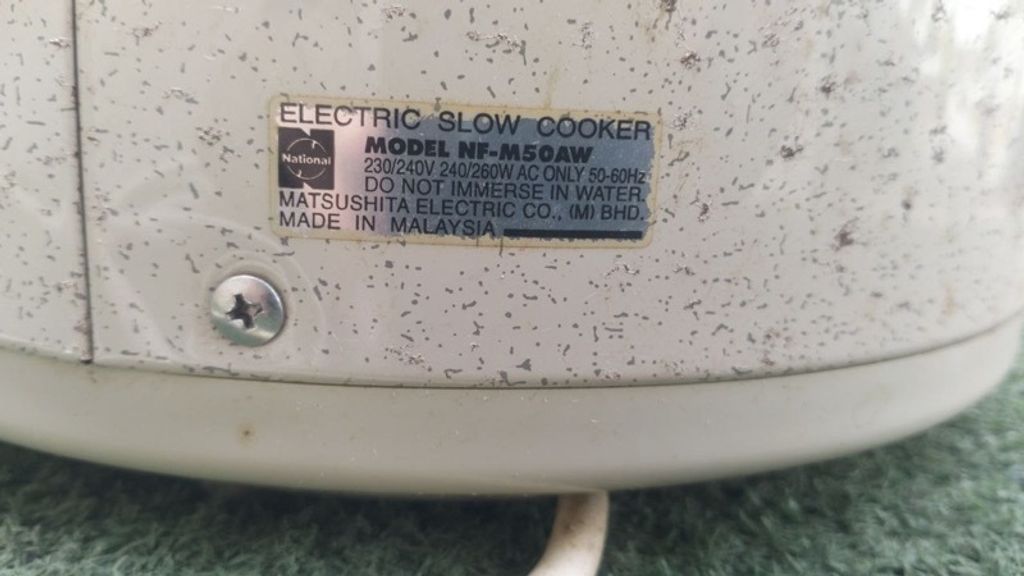 ELECTRIC SLOW COOKER
National
MODEL NF-M50AW
230/240V 240/260W AC ONLY 50-60Hz
DO NOT IMMERSE IN WATER.
MATSUSHITA ELECTRIC CO., (M) BHD.
MADE IN MALAYSIA